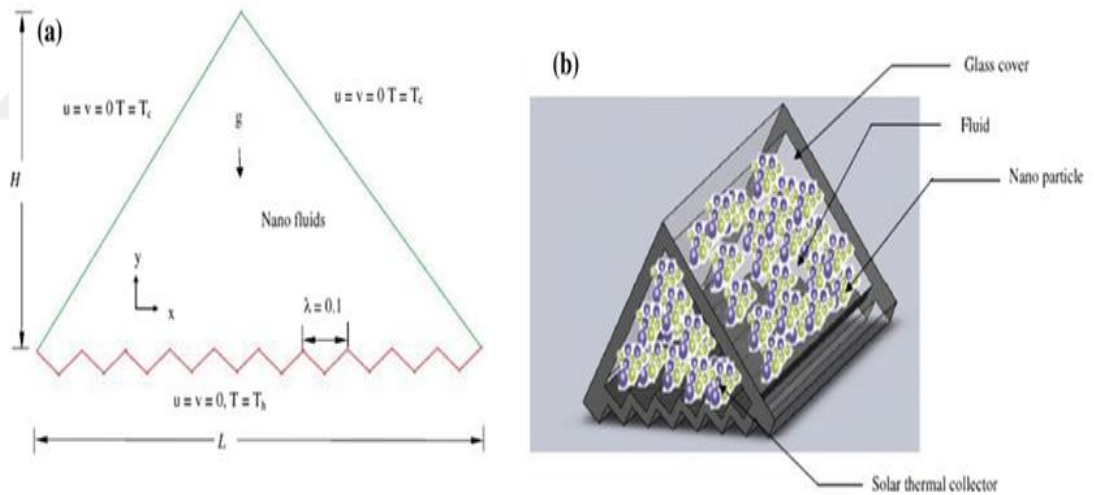 (a)
u = v = 0 T = Tc
u = v = 0 T = Tc
g
H
Nano fluids
y
x
λ = 0.1
u = v = 0, T = Th
L
(b)
Glass cover
Fluid
Nano particle
Solar thermal collector